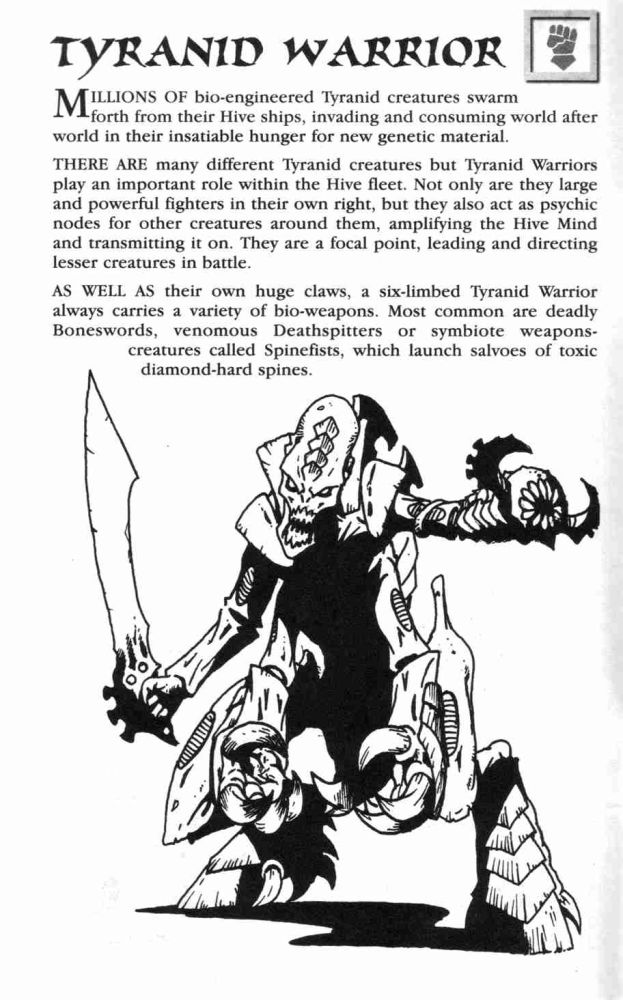 TYRANID WARRIOR
MILLIONS OF bio-engineered Tyranid creatures swarm
forth from their Hive ships, invading and consuming world after
world in their insatiable hunger for new genetic material.
THERE ARE many different Tyranid creatures but Tyranid Warriors
play an important role within the Hive fleet. Not only are they large
and powerful fighters in their own right, but they also act as psychic
nodes for other creatures around them, amplifying the Hive Mind
and transmitting it on. They are a focal point, leading and directing
lesser creatures in battle.
AS WELL AS their own huge claws, a six-limbed Tyranid Warrior
always carries a variety of bio-weapons. Most common are deadly
Boneswords, venomous Deathspitters or symbiote weapons-
creatures called Spinefists, which launch salvoes of toxic
diamond-hard spines.